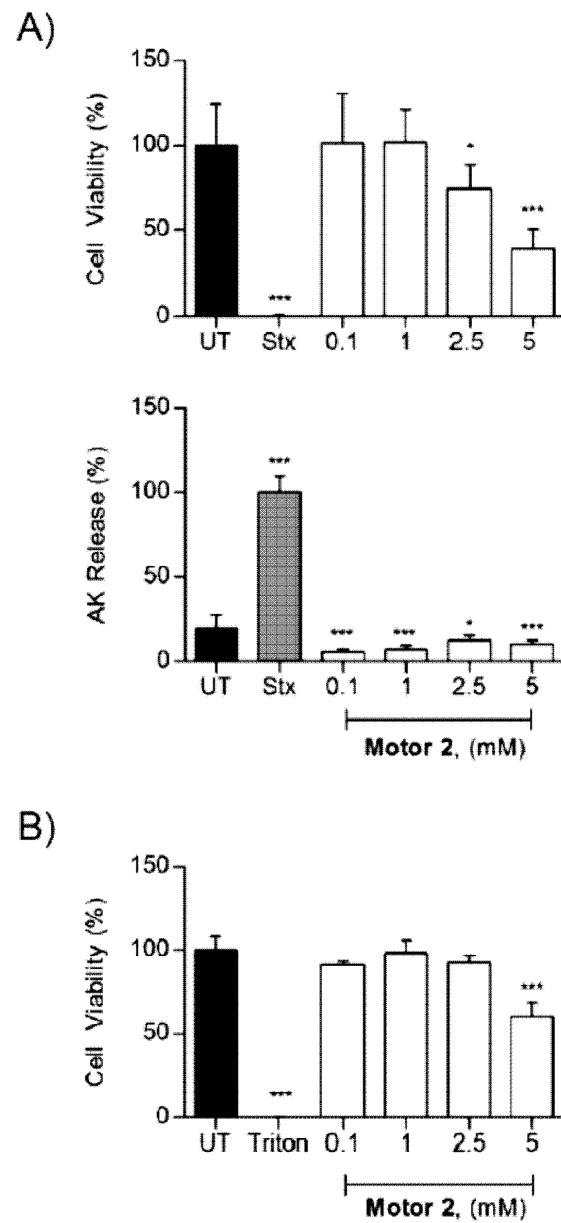 A)
150
100
50
0
Cell Viability (%)
***
*
***
UT Stx 0.1 1 2.5 5
150
100
50
0
AK Release (%)
***
***
***
*
***
UT Stx 0.1 1 2.5 5
Motor 2, (mM)
B)
150
100
50
0
Cell Viability (%)
***
***
UT Triton 0.1 1 2.5 5
Motor 2, (mM)